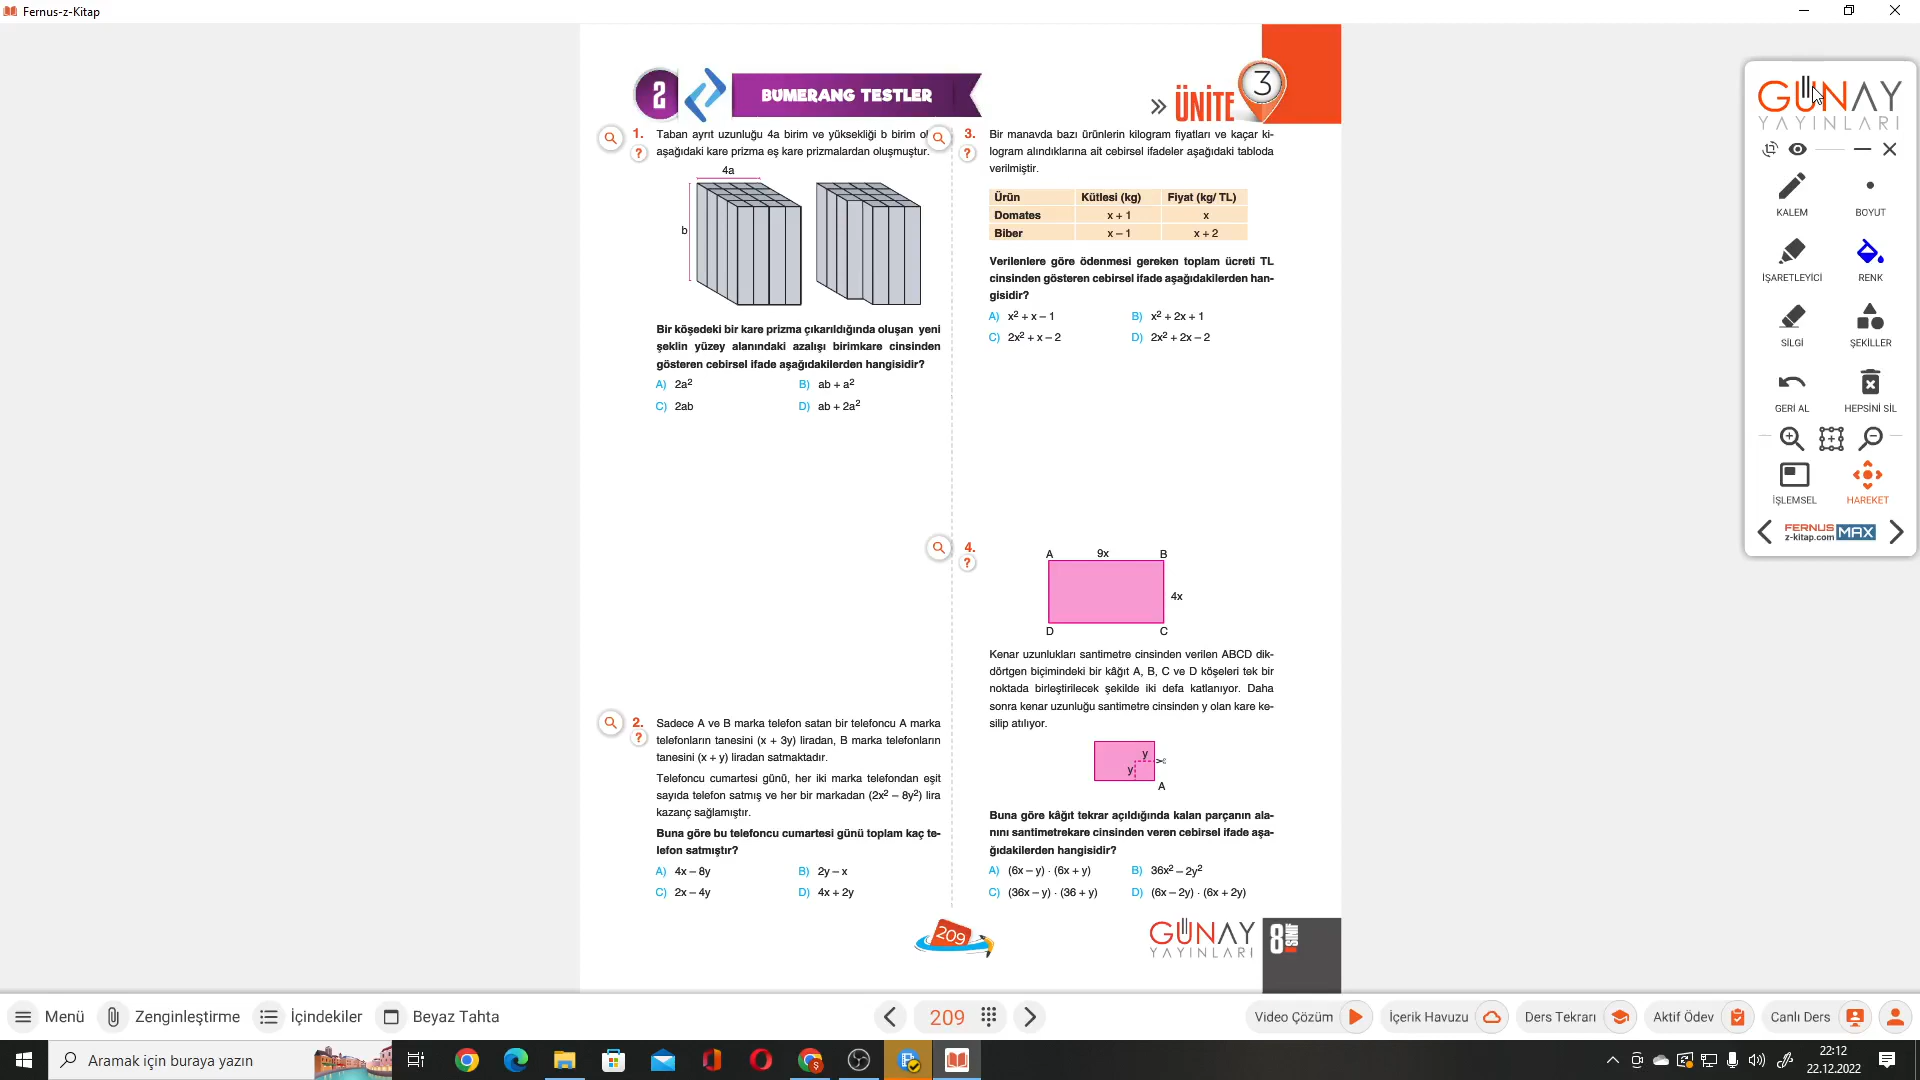 Fernus-z-Kitap
2
BUMERANG TESTLER
ÜNİTE
3
1.
?
Taban ayrıt uzunluğu 4a birim ve yüksekliği b birim ol
aşağıdaki kare prizma eş kare prizmalardan oluşmuştur.
4a
b
Bir köşedeki bir kare prizma çıkarıldığında oluşan yeni
şeklin yüzey alanındaki azalışı birimkare cinsinden
gösteren cebirsel ifade aşağıdakilerden hangisidir?
A) 2a²
B) ab + a²
C) 2ab
D) ab + 2a²
2.
?
Sadece A ve B marka telefon satan bir telefoncu A marka
telefonların tanesini (x + 3y) liradan, B marka telefonların
tanesini (x + y) liradan satmaktadır.
Telefoncu cumartesi günü, her iki marka telefondan eşit
sayıda telefon satmış ve her bir markadan (2x² – 8y²) lira
kazanç sağlamıştır.
Buna göre bu telefoncu cumartesi günü toplam kaç te-
lefon satmıştır?
A) 4x – 8y
B) 2y – x
C) 2x – 4y
D) 4x + 2y
3.
?
Bir manavda bazı ürünlerin kilogram fiyatları ve kaçar ki-
logram alındıklarına ait cebirsel ifadeler aşağıdaki tabloda
verilmiştir.
Ürün Kütlesi (kg) Fiyat (kg/ TL)
Domates x + 1 x
Biber x – 1 x + 2
Verilenlere göre ödenmesi gereken toplam ücreti TL
cinsinden gösteren cebirsel ifade aşağıdakilerden han-
gisidir?
A) x² + x – 1
B) x² + 2x + 1
C) 2x² + x – 2
D) 2x² + 2x – 2
4.
?
A 9x B
4x
D C
Kenar uzunlukları santimetre cinsinden verilen ABCD dik-
dörtgen biçimindeki bir kâğıt A, B, C ve D köşeleri tek bir
noktada birleştirilecek şekilde iki defa katlanıyor. Daha
sonra kenar uzunluğu santimetre cinsinden y olan kare ke-
silip atılıyor.
y
y
A
Buna göre kâğıt tekrar açıldığında kalan parçanın ala-
nını santimetrekare cinsinden veren cebirsel ifade aşa-
ğıdakilerden hangisidir?
A) (6x – y) · (6x + y)
B) 36x² – 2y²
C) (36x – y) · (36 + y)
D) (6x – 2y) · (6x + 2y)
209
GÜNAY
YAYINLARI
8.SINIF
GÜNAY
YAYINLARI
KALEM
BOYUT
İŞARETLEYİCİ
RENK
SİLGİ
ŞEKİLLER
GERİ AL
HEPSİNİ SİL
İŞLEMSEL
HAREKET
FERNUS
z-kitap.com
MAX
Menü
Zenginleştirme
İçindekiler
Beyaz Tahta
209
Video Çözüm
İçerik Havuzu
Ders Tekrarı
Aktif Ödev
Canlı Ders
Aramak için buraya yazın
22:12
22.12.2022